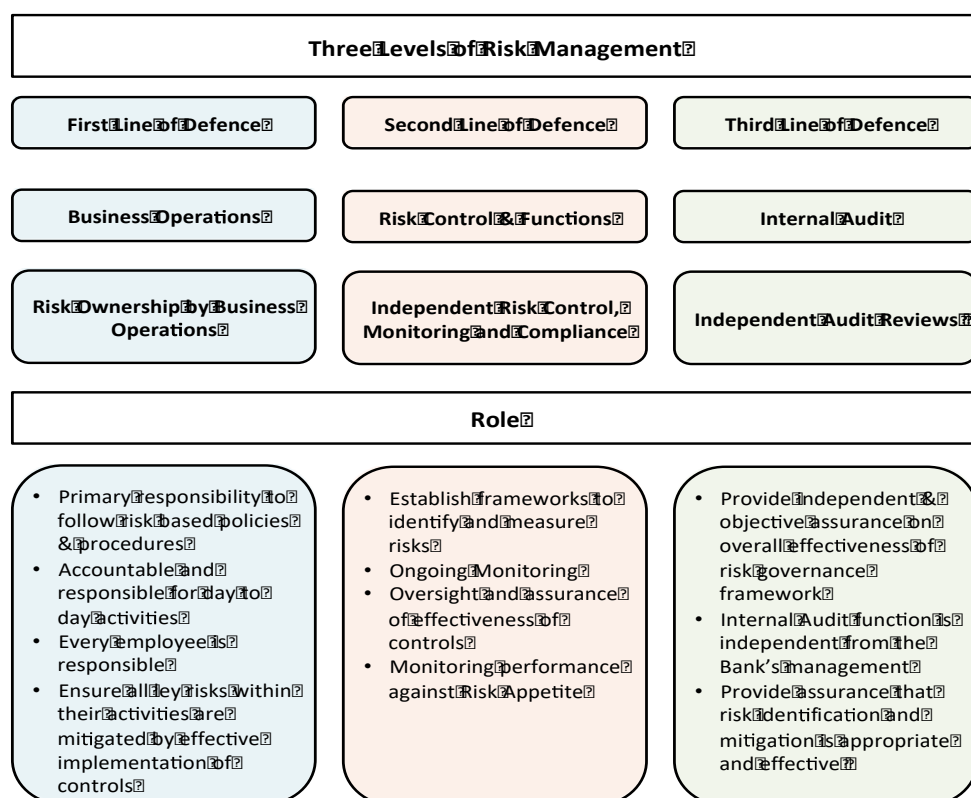 Three Levels of Risk Management
First Line of Defence
Second Line of Defence
Third Line of Defence
Business Operations
Risk Control & Functions
Internal Audit
Risk Ownership by Business
Operations
Independent Risk Control,
Monitoring and Compliance
Independent Audit Reviews
Role
• Primary responsibility to
follow risk based policies
& procedures
• Accountable and
responsible for day to
day activities
• Every employee is
responsible
• Ensure all ley risks within
their activities are
mitigated by effective
implementation of
controls
• Establish frameworks to
identify and measure
risks
• Ongoing Monitoring
• Oversight and assurance
of effectiveness of
controls
• Monitoring performance
against Risk Appetite
• Provide independent &
objective assurance on
overall effectiveness of
risk governance
framework
• Internal Audit function is
independent from the
Bank's management
• Provide assurance that
risk identification and
mitigation is appropriate
and effective